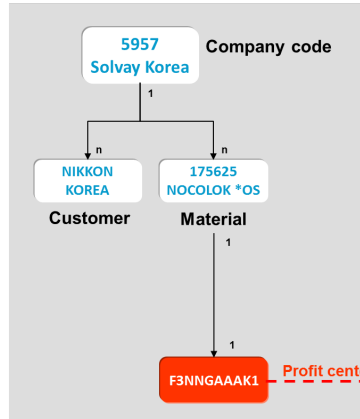 5957
Solvay Korea
Company code
1
n
n
NIKKON
KOREA
175625
NOCOLOK *OS
Customer
Material
1
1
F3NNGAAAK1
Profit cent